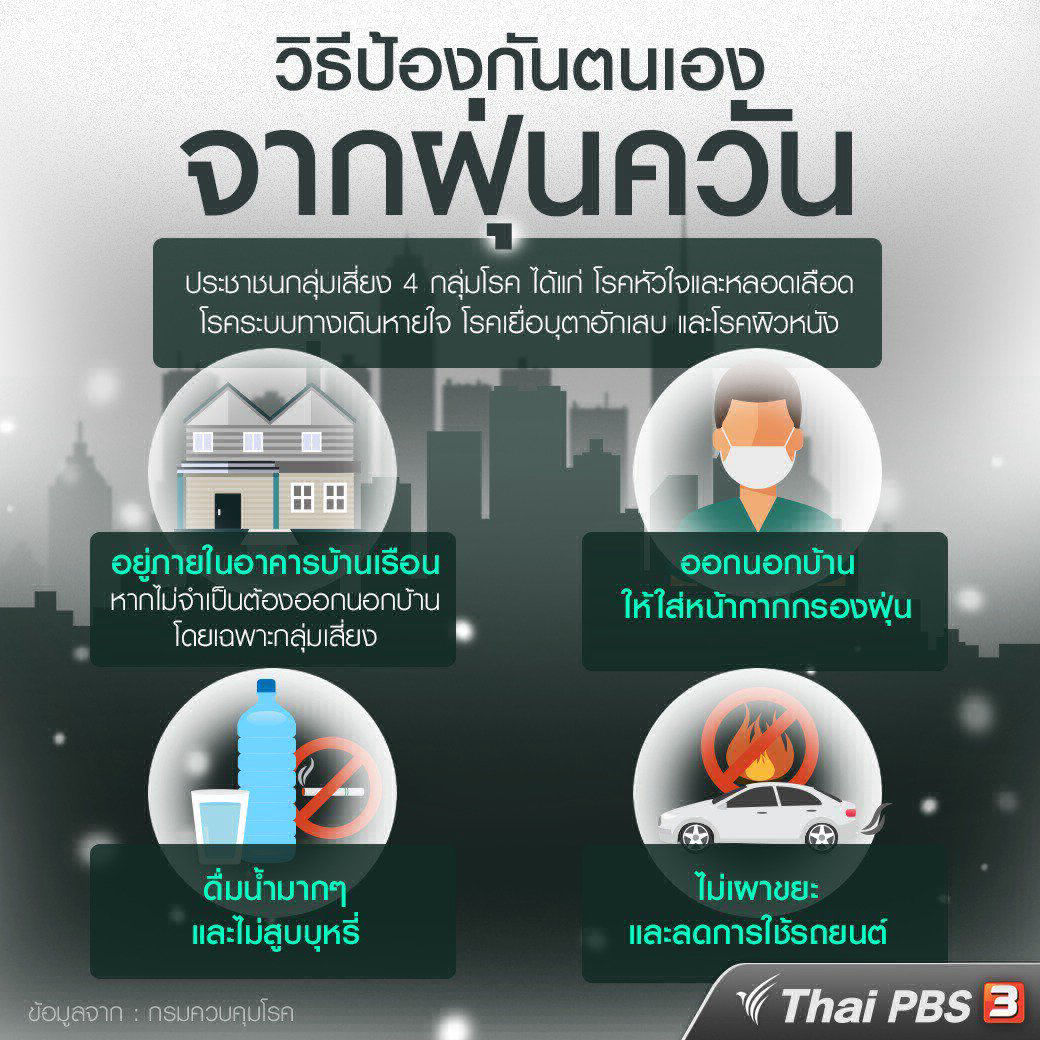 วิธีป้องกันตนเอง
จากฝุ่นควัน
ประชาชนกลุ่มเสี่ยง 4 กลุ่มโรค ได้แก่ โรคหัวใจและหลอดเลือด
โรคระบบทางเดินหายใจ โรคเยื่อบุตาอักเสบ และโรคผิวหนัง
อยู่ภายในอาคารบ้านเรือน
หากไม่จำเป็นต้องออกนอกบ้าน
โดยเฉพาะกลุ่มเสี่ยง
ออกนอกบ้าน
ให้ใส่หน้ากากกรองฝุ่น
ดื่มน้ำมากๆ
และไม่สูบบุหรี่
ไม่เผาขยะ
และลดการใช้รถยนต์
ข้อมูลจาก : กรมควบคุมโรค
Thai PBS 3